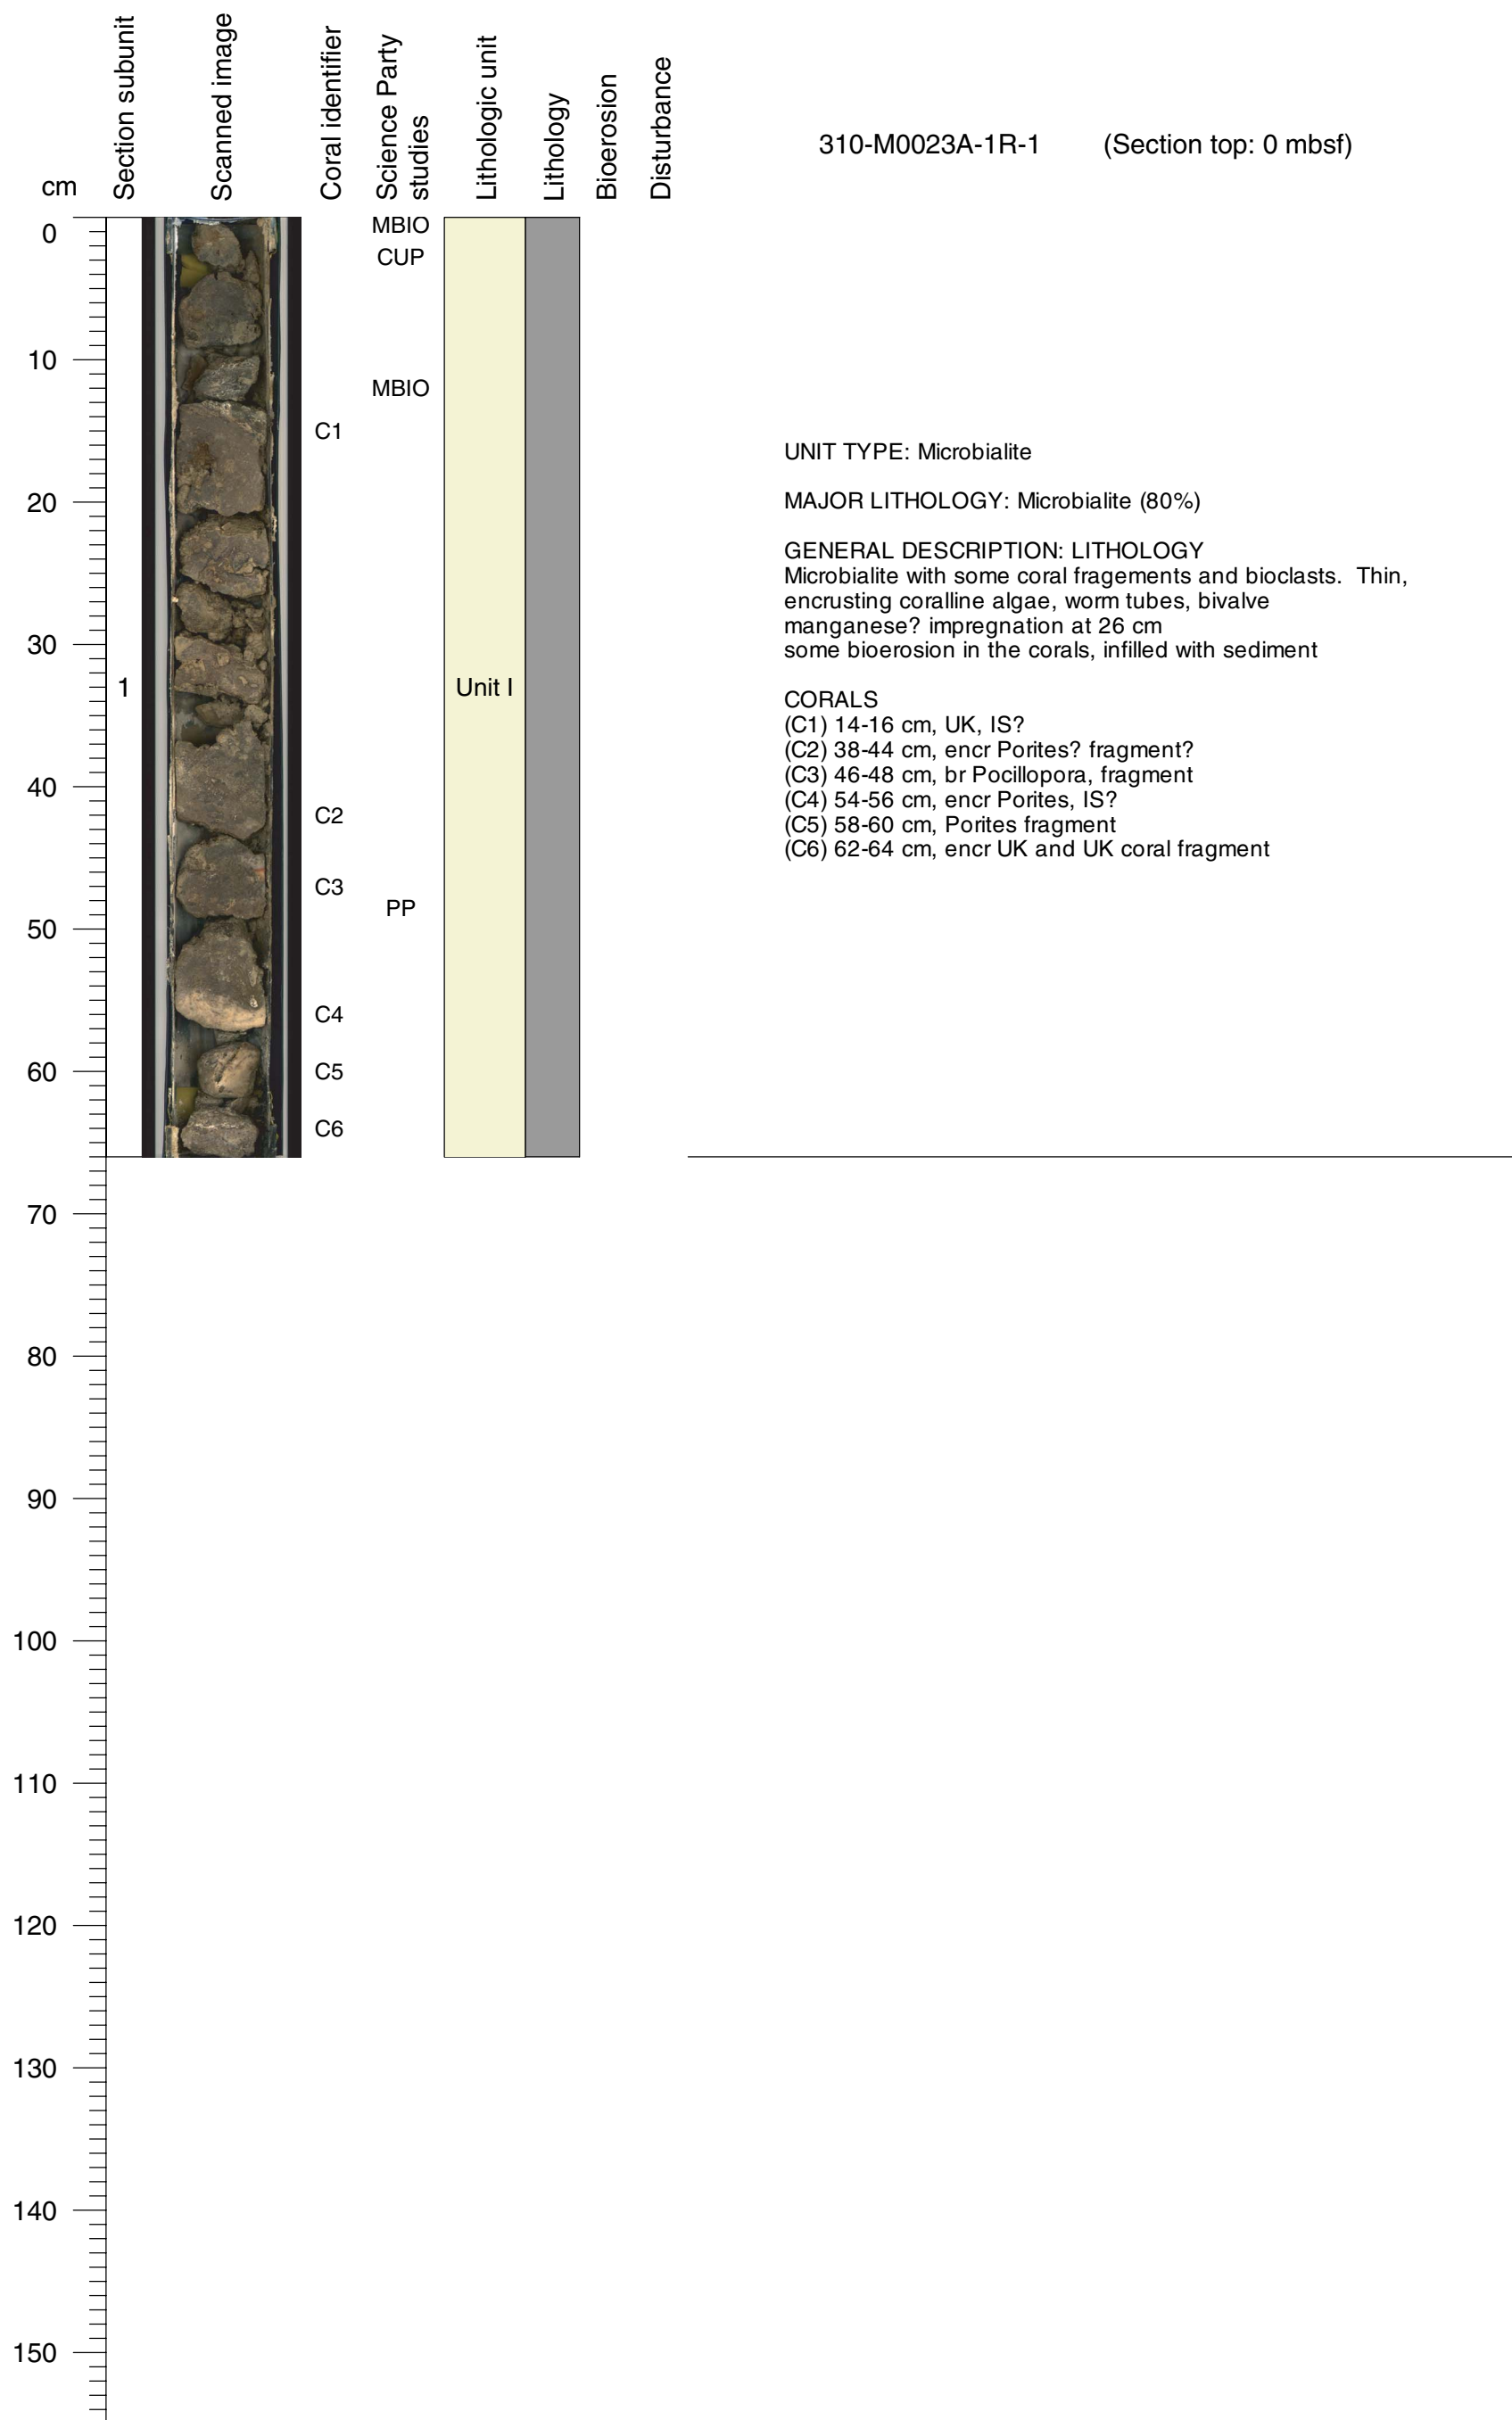 Section subunit
Scanned image
Coral identifier
Science Party
studies
Lithologic unit
Lithology
Bioerosion
Disturbance
310-M0023A-1R-1 (Section top: 0 mbsf)
cm
0
10
20
30
40
50
60
70
80
90
100
110
120
130
140
150
1
C1
C2
C3
C4
C5
C6
MBIO
CUP
MBIO
PP
Unit I
UNIT TYPE: Microbialite
MAJOR LITHOLOGY: Microbialite (80%)
GENERAL DESCRIPTION: LITHOLOGY
Microbialite with some coral fragements and bioclasts. Thin,
encrusting coralline algae, worm tubes, bivalve
manganese? impregnation at 26 cm
some bioerosion in the corals, infilled with sediment
CORALS
(C1) 14-16 cm, UK, IS?
(C2) 38-44 cm, encr Porites? fragment?
(C3) 46-48 cm, br Pocillopora, fragment
(C4) 54-56 cm, encr Porites, IS?
(C5) 58-60 cm, Porites fragment
(C6) 62-64 cm, encr UK and UK coral fragment